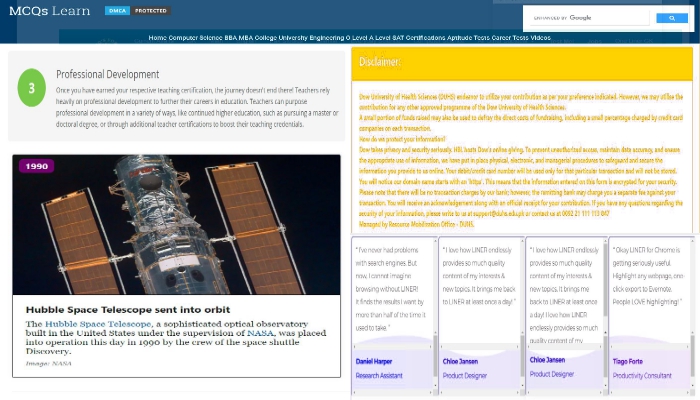 MCQs Learn
DMCA PROTECTED
ENHANCED BY Google
Home Computer Science BBA MBA College University Engineering O Level A Level SAT Certifications Aptitude Tests Career Tests Videos
3
Professional Development
Once you have earned your respective teaching certification, the journey doesn't end there! Teachers rely
heavily on professional development to further their careers in education. Teachers can purpose
professional development in a variety of ways, like continued higher education, such as pursuing a master or
doctoral degree, or through additional teacher certifications to boost their teaching credentials.
1990
Hubble Space Telescope sent into orbit
The Hubble Space Telescope, a sophisticated optical observatory
built in the United States under the supervision of NASA, was placed
into operation this day in 1990 by the crew of the space shuttle
Discovery.
Image: NASA
Disclaimer:
Dow University of Health Sciences (DUHS) endeavor to utilize your contribution as per your preference indicated. However, we may utilise the
contribution for any other approved programme of the Dow University of Health Sciences.
A small portion of funds raised may also be used to defray the direct costs of fundraising, including a small percentage charged by credit card
companies on each transaction.
How do we protect your information?
Dow takes privacy and security seriously. HBL hosts Dow's online giving. To prevent unauthorized access, maintain data accuracy, and ensure
the appropriate use of information, we have put in place physical, electronic, and managerial procedures to safeguard and secure the
information you provide to us online. Your debit/credit card number will be used only for that particular transaction and will not be stored.
You will notice our domain name starts with an 'https'. This means that the information entered on this form is encrypted for your security.
Please note that there will be no transaction charges by our bank; however, the remitting bank may charge you a separate fee against your
transaction. You will receive an acknowledgement along with an official receipt for your contribution. If you have any questions regarding the
security of your information, please write to us at support@duhs.edu.pk or contact us at 0092 21 111 113 847
Managed by Resource Mobilization Office - DUHS.
"I've never had problems
with search engines. But
now, I cannot imagine
browsing without LINER!
It finds the results I want by
more than half of the time it
used to take."
Daniel Harper
Research Assistant
"I love how LINER endlessly
provides so much quality
content of my interests &
new topics. It brings me back
to LINER at least once a day!"
Chloe Jansen
Product Designer
"I love how LINER endlessly
provides so much quality
content of my interests &
new topics. It brings me
back to LINER at least once
a day! I love how LINER
endlessly provides so much
quality content of my
Chloe Jansen
Product Designer
"Okay LINER for Chrome is
getting seriously useful.
Highlight any webpage, one-
click export to Evernote.
People LOVE highlighting!"
Tiago Forte
Productivity Consultant